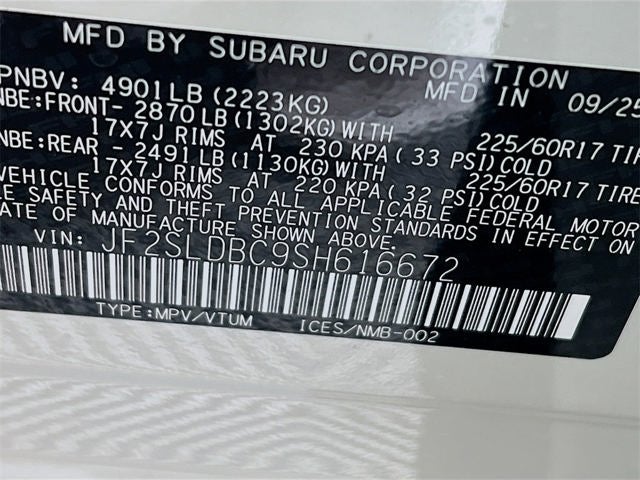 MFD BY SUBARU CORPORATION
PNBV: 4901LB(2223KG) MFD IN 09/25
NBE:FRONT- 2870LB(1302KG)WITH 225/60R17 TIRE
17X7J RIMS AT 230 KPA( 33 PSI)COLD
NBE:REAR - 2491LB(1130KG)WITH 225/60R17 TIRE
17X7J RIMS AT 220 KPA( 32 PSI)COLD
VEHICLE CONFORMS TO ALL APPLICABLE FEDERAL MOTOR
LE SAFETY AND THEFT PREVENTION STANDARDS IN EFFECT ON
ATE OF MANUFACTURE SHOWN ABOVE.
VIN: JF2SLDBC9SH616672
TYPE:MPV/VTUM ICES/NMB-002